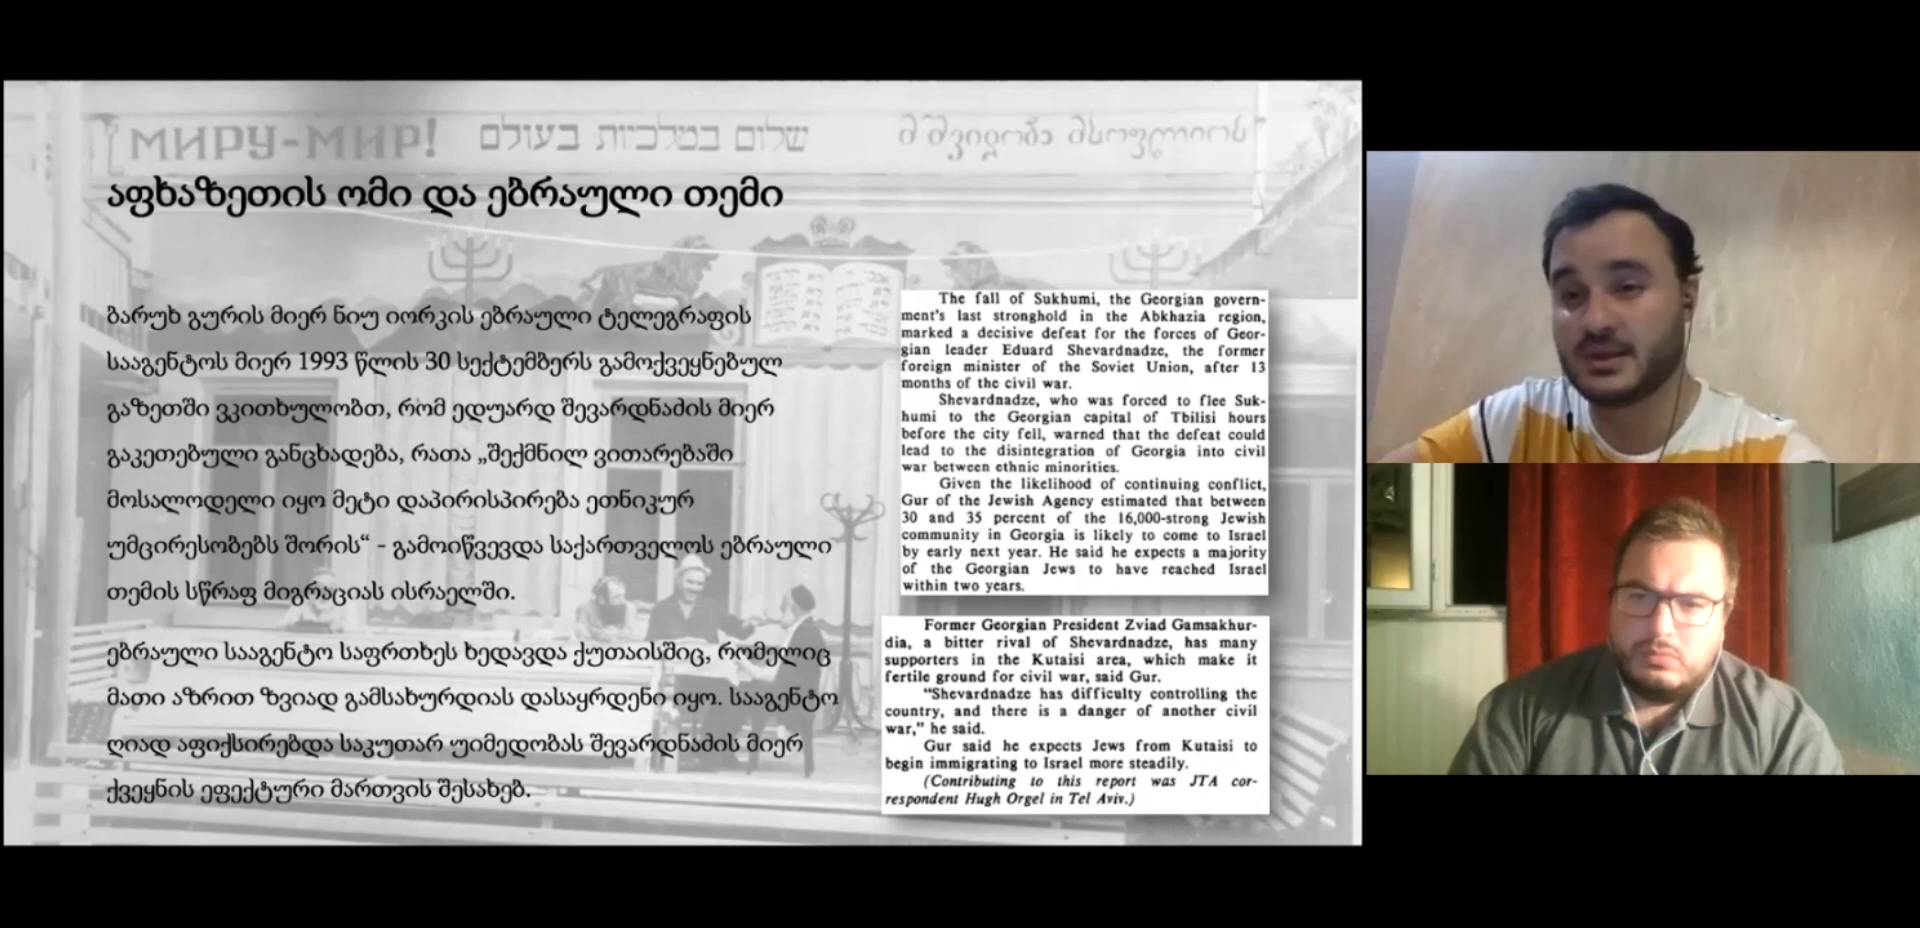 МИРУ-МИР! שלום במלכיות בעולם მშვიდობა მსოფლიოს
აფხაზეთის ომი და ებრაული თემი
ბარუხ გურის მიერ ნიუ იორკის ებრაული ტელეგრაფის
სააგენტოს მიერ 1993 წლის 30 სექტემბერს გამოქვეყნებულ
გაზეთში ვკითხულობთ, რომ ედუარდ შევარდნაძის მიერ
გაკეთებული განცხადება, რათა „შექმნილ ვითარებაში
მოსალოდელი იყო მეტი დაპირისპირება ეთნიკურ
უმცირესობებს შორის“ - გამოიწვევდა საქართველოს ებრაული
თემის სწრაფ მიგრაციას ისრაელში.
ებრაული სააგენტო საფრთხეს ხედავდა ქუთაისშიც, რომელიც
მათი აზრით ზვიად გამსახურდიას დასაყრდენი იყო. სააგენტო
ღიად აფიქსირებდა საკუთარ უიმედობას შევარდნაძის მიერ
ქვეყნის ეფექტური მართვის შესახებ.
The fall of Sukhumi, the Georgian govern-
ment's last stronghold in the Abkhazia region,
marked a decisive defeat for the forces of Geor-
gian leader Eduard Shevardnadze, the former
foreign minister of the Soviet Union, after 13
months of the civil war.
Shevardnadze, who was forced to flee Suk-
humi to the Georgian capital of Tbilisi hours
before the city fell, warned that the defeat could
lead to the disintegration of Georgia into civil
war between ethnic minorities.
Given the likelihood of continuing conflict,
Gur of the Jewish Agency estimated that between
30 and 35 percent of the 16,000-strong Jewish
community in Georgia is likely to come to Israel
by early next year. He said he expects a majority
of the Georgian Jews to have reached Israel
within two years.
Former Georgian President Zviad Gamsakhur-
dia, a bitter rival of Shevardnadze, has many
supporters in the Kutaisi area, which make it
fertile ground for civil war, said Gur.
"Shevardnadze has difficulty controlling the
country, and there is a danger of another civil
war," he said.
Gur said he expects Jews from Kutaisi to
begin immigrating to Israel more steadily.
(Contributing to this report was JTA cor-
respondent Hugh Orgel in Tel Aviv.)